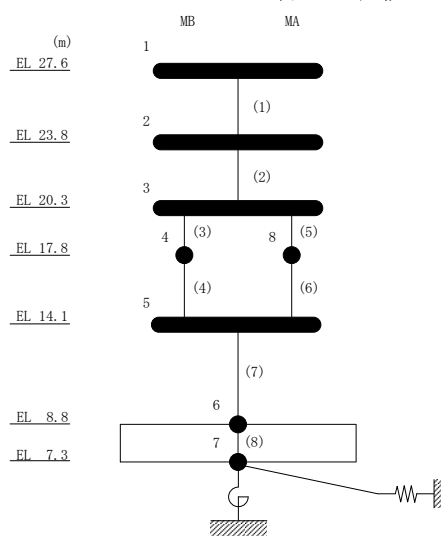 MB MA
(m)
1
EL 27.6
(1)
2
EL 23.8
(2)
3
EL 20.3
(3) (5)
4 8
EL 17.8
(4) (6)
5
EL 14.1
(7)
6
EL 8.8
7 (8)
EL 7.3